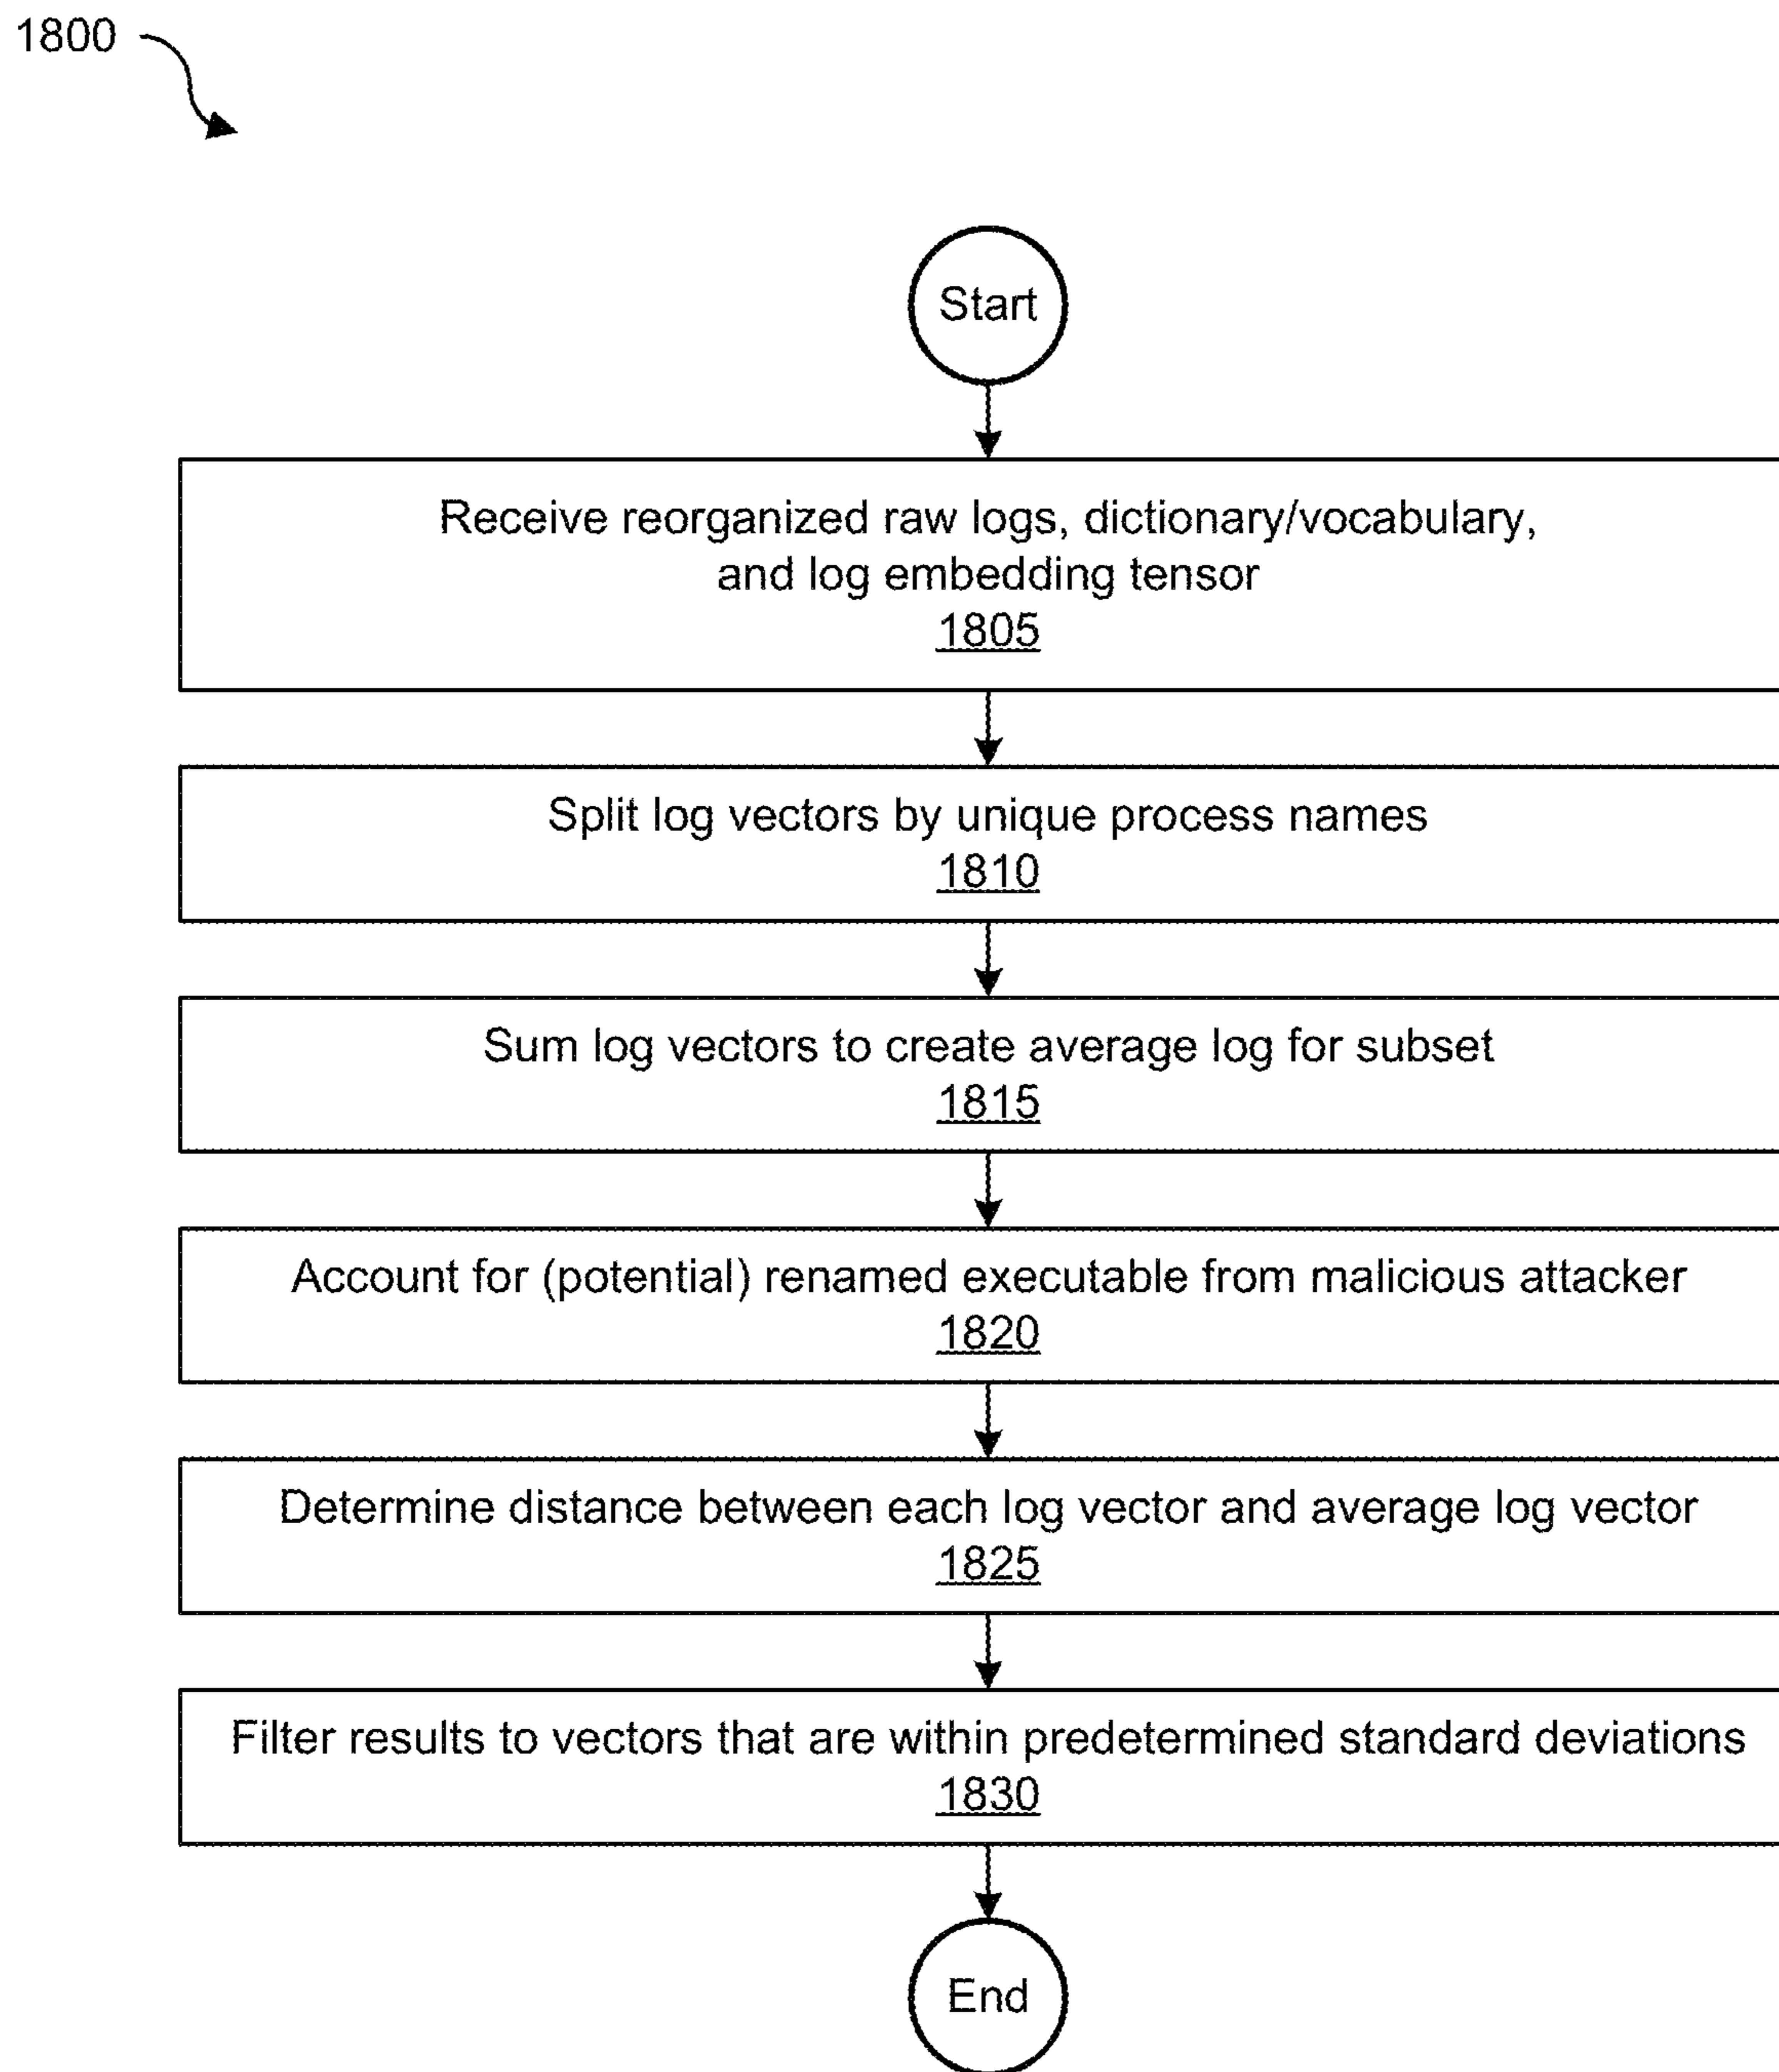 1800
Start
Receive reorganized raw logs, dictionary/vocabulary,
and log embedding tensor
1805
Split log vectors by unique process names
1810
Sum log vectors to create average log for subset
1815
Account for (potential) renamed executable from malicious attacker
1820
Determine distance between each log vector and average log vector
1825
Filter results to vectors that are within predetermined standard deviations
1830
End